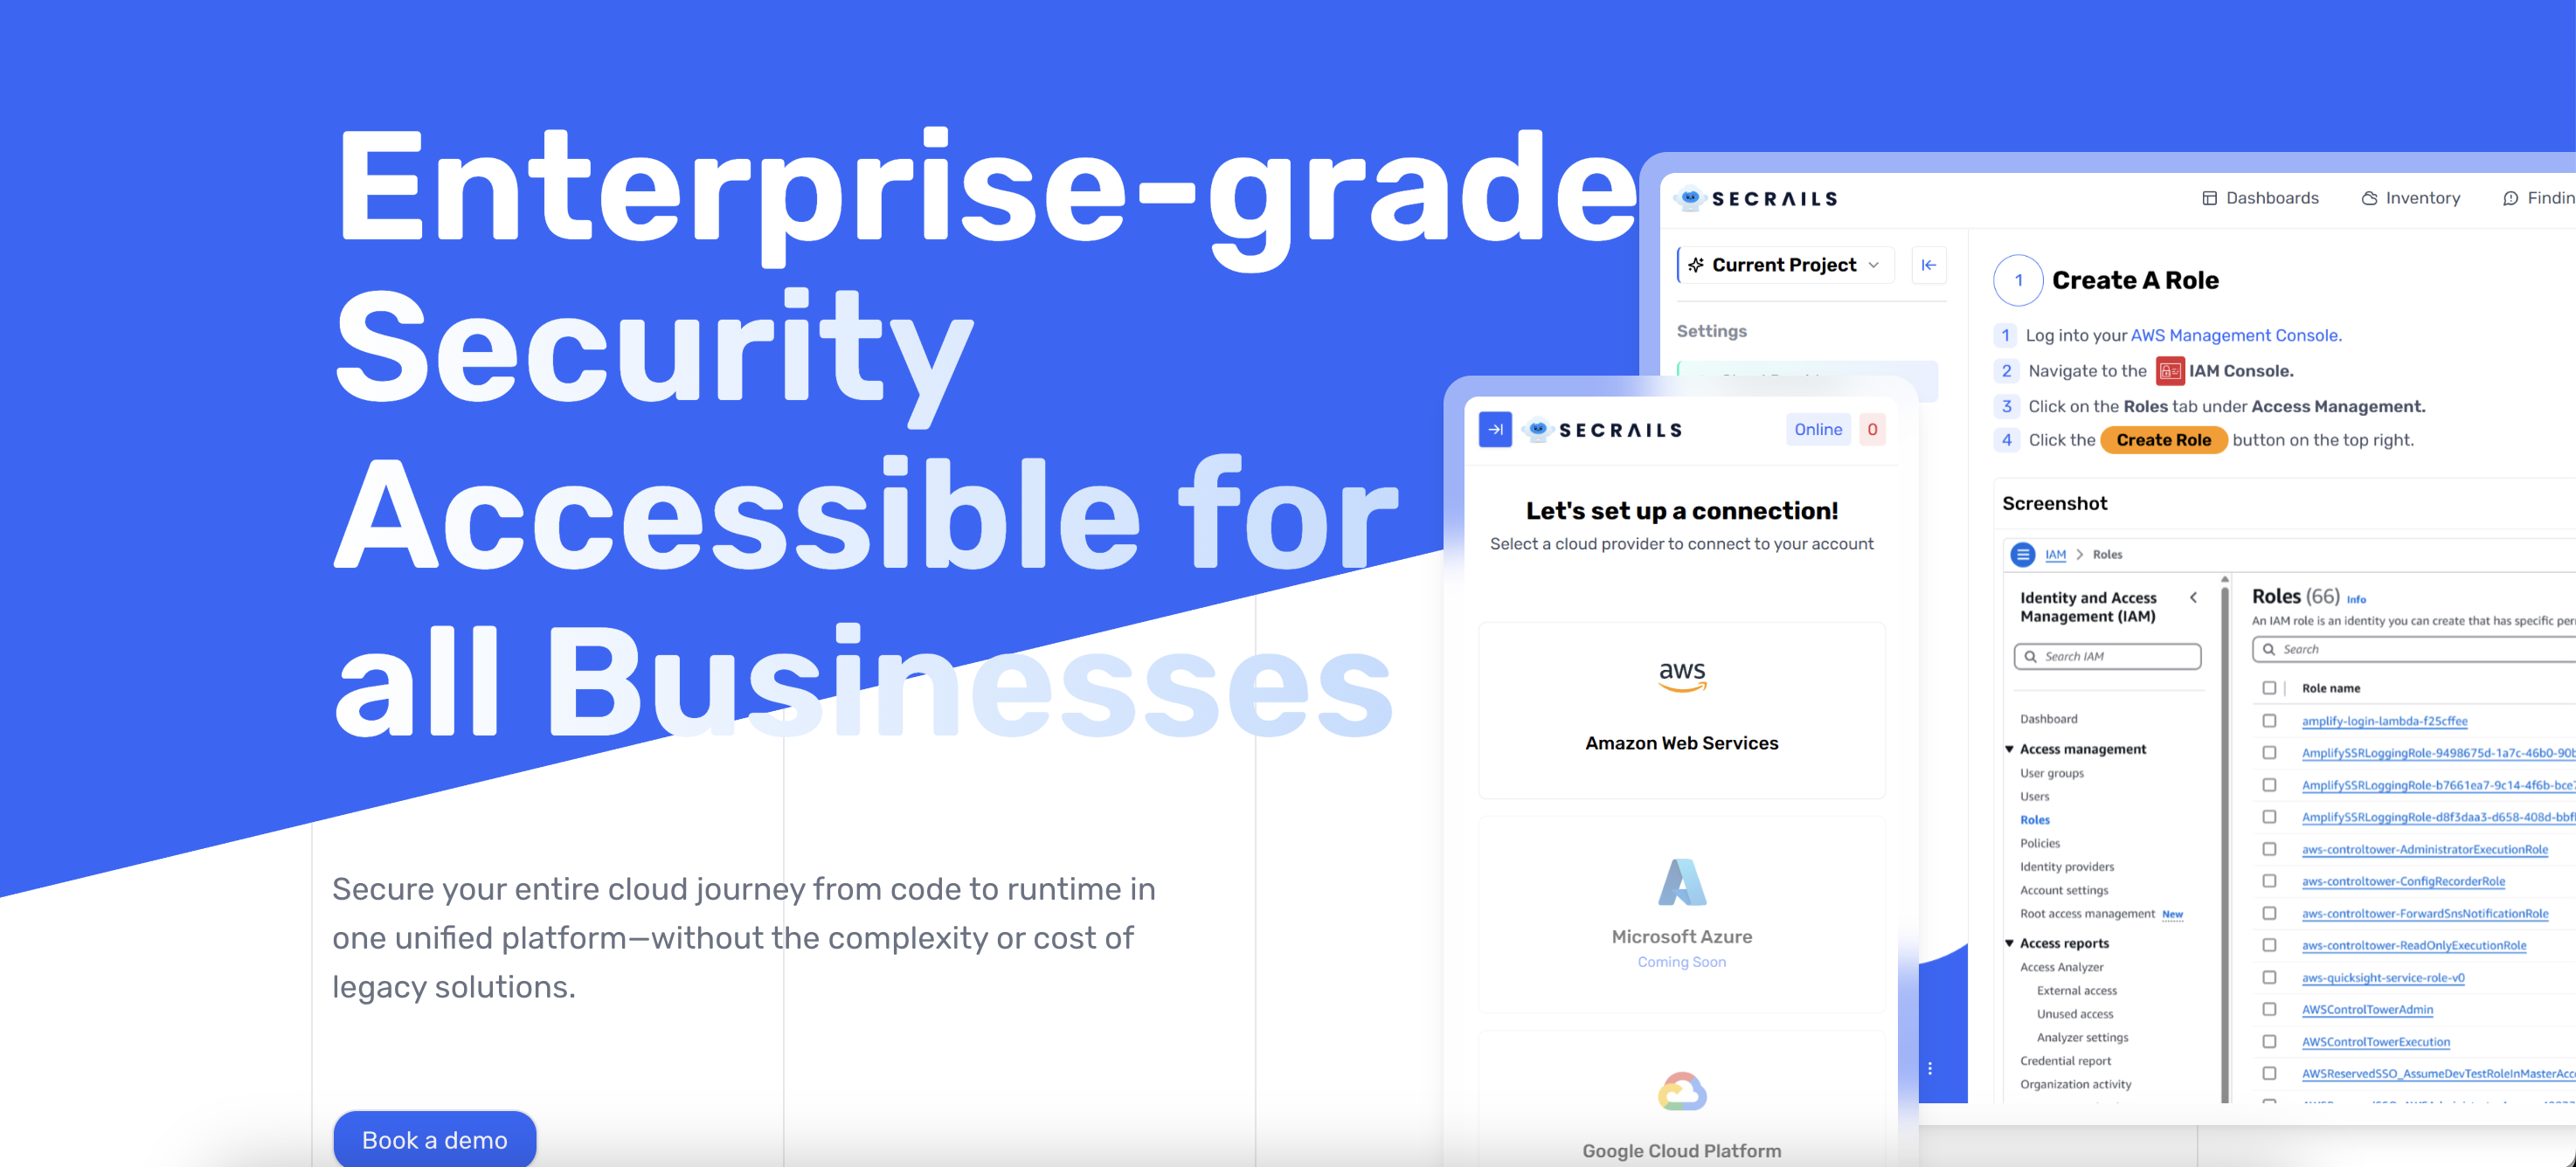 Enterprise-grade
Security
Accessible for
all Businesses
Secure your entire cloud journey from code to runtime in
one unified platform—without the complexity or cost of
legacy solutions.
Book a demo
SECRAILS
Online 0
Let's set up a connection!
Select a cloud provider to connect to your account
aws
Amazon Web Services
Microsoft Azure
Coming Soon
Google Cloud Platform
SECRAILS
Dashboards Inventory
Current Project
Settings
1 Create A Role
1 Log into your AWS Management Console.
2 Navigate to the IAM Console.
3 Click on the Roles tab under Access Management.
4 Click the Create Role button on the top right.
Screenshot
IAM > Roles
Identity and Access
Management (IAM)
Search IAM
Dashboard
Access management
User groups
Users
Roles
Policies
Identity providers
Account settings
Root access management New
Access reports
Access Analyzer
External access
Unused access
Analyzer settings
Credential report
Organization activity
Roles (66) Info
An IAM role is an identity you can create that has specific
Search
Role name
amplify-login-lambda-f25cffee
AmplifySSRLoggingRole-9498675d-1a7c-46b0-90b
AmplifySSRLoggingRole-b7661ea7-9c14-4f6b-bce
AmplifySSRLoggingRole-d8f3daa3-d658-408d-bbf
aws-controltower-AdministratorExecutionRole
aws-controltower-ConfigRecorderRole
aws-controltower-ForwardSnsNotificationRole
aws-controltower-ReadOnlyExecutionRole
aws-quicksight-service-role-v0
AWSControlTowerAdmin
AWSControlTowerExecution
AWSReservedSSO_AssumeDevTestRoleInMasterAcc